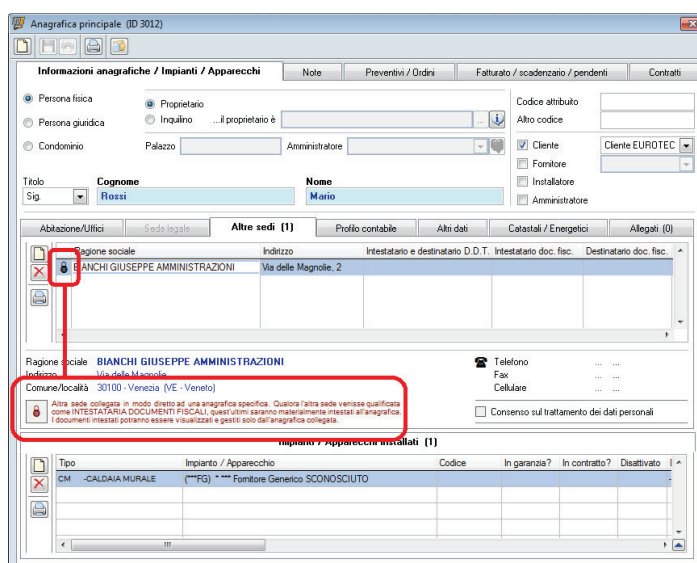 Anagrafica principale (ID 3012)
Informazioni anagrafiche / Impianti / Apparecchi Note Preventivi / Ordini Fatturato / scadenzario / pendenti Contratti
Persona fisica Proprietario Codice attribuito
Persona giuridica Inquilino ...il proprietario è ... Altro codice
Condominio Palazzo Amministratore Cliente Cliente EUROTEC
Fornitore
Titolo Cognome Nome Installatore
Sig. Rossi Mario Amministratore
Abitazione/Uffici Sede legale Altre sedi (1) Profilo contabile Altri dati Catastali / Energetici Allegati (0)
Ragione sociale Indirizzo Intestatario e destinatario D.D.T. Intestatario doc. fisc. Destinatario doc. fisc.
BIANCHI GIUSEPPE AMMINISTRAZIONI Via delle Magnolie, 2
Ragione sociale BIANCHI GIUSEPPE AMMINISTRAZIONI Telefono ... ...
Indirizzo Via delle Magnolie Fax ... ...
Comune/località 30100 - Venezia (VE - Veneto) Cellulare ... ...
Altra sede collegata in modo diretto ad una anagrafica specifica. Qualora l'altra sede venisse qualificata
come INTESTATARIA DOCUMENTI FISCALI, quest'ultimi saranno materialmente intestati all'anagrafica.
I documenti intestati potranno essere visualizzati e gestiti solo dall'anagrafica collegata.
Consenso sul trattamento dei dati personali
Impianti / Apparecchi installati (1)
Tipo Impianto / Apparecchio Codice In garanzia? In contratto? Disattivato
CM -CALDAIA MURALE (***FG) * *** Fornitore Generico SCONOSCIUTO